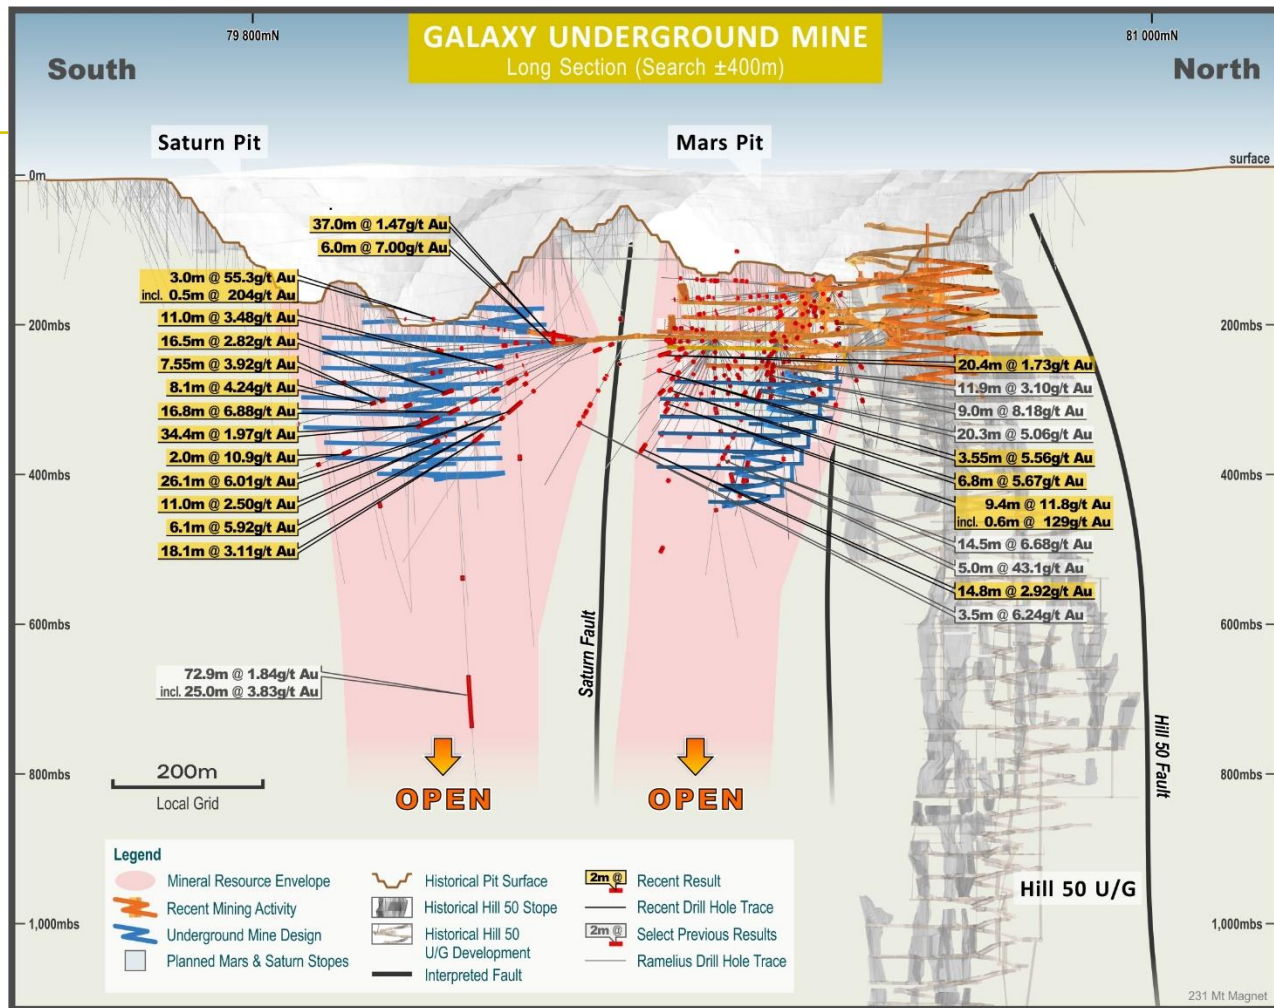 GALAXY UNDERGROUND MINE
Long Section (Search ±400m)
79 800mN
81 000mN
South
North
Saturn Pit
Mars Pit
surface
0m
200mbs
400mbs
600mbs
800mbs
1,000mbs
200mbs
400mbs
600mbs
800mbs
1,000mbs
37.0m @ 1.47g/t Au
6.0m @ 7.00g/t Au
3.0m @ 55.3g/t Au
incl. 0.5m @ 204g/t Au
11.0m @ 3.48g/t Au
16.5m @ 2.82g/t Au
7.55m @ 3.92g/t Au
8.1m @ 4.24g/t Au
16.8m @ 6.88g/t Au
34.4m @ 1.97g/t Au
2.0m @ 10.9g/t Au
26.1m @ 6.01g/t Au
11.0m @ 2.50g/t Au
6.1m @ 5.92g/t Au
18.1m @ 3.11g/t Au
72.9m @ 1.84g/t Au
incl. 25.0m @ 3.83g/t Au
20.4m @ 1.73g/t Au
11.9m @ 3.10g/t Au
9.0m @ 8.18g/t Au
20.3m @ 5.06g/t Au
3.55m @ 5.56g/t Au
6.8m @ 5.67g/t Au
9.4m @ 11.8g/t Au
incl. 0.6m @ 129g/t Au
14.5m @ 6.68g/t Au
5.0m @ 43.1g/t Au
14.8m @ 2.92g/t Au
3.5m @ 6.24g/t Au
Saturn Fault
Hill 50 Fault
OPEN
OPEN
200m
Local Grid
Hill 50 U/G
Legend
Mineral Resource Envelope
Recent Mining Activity
Underground Mine Design
Planned Mars & Saturn Stopes
Historical Pit Surface
Historical Hill 50 Stope
Historical Hill 50
U/G Development
Interpreted Fault
2m @
Recent Result
Recent Drill Hole Trace
2m @
Select Previous Results
Ramelius Drill Hole Trace
231 Mt Magnet